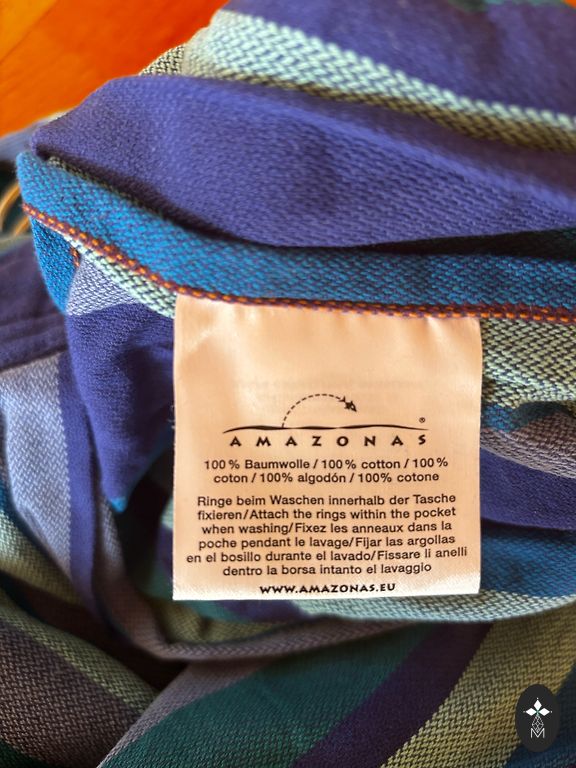 ®
AMAZONAS
100 % Baumwolle / 100 % cotton / 100 %
coton / 100% algodón / 100% cotone
Ringe beim Waschen innerhalb der Tasche
fixieren/Attach the rings within the pocket
when washing/Fixez les anneaux dans la
poche pendant le lavage/Fijar las argollas
en el bosillo durante el lavado/Fissare li anelli
dentro la borsa intanto el lavaggio
WWW.AMAZONAS.EU